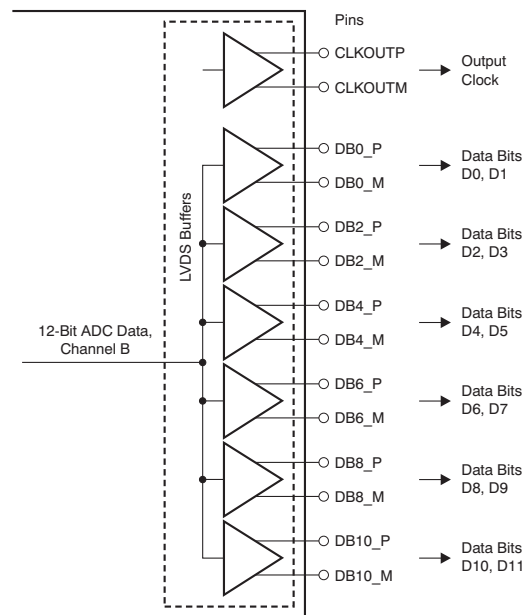 Pins
CLKOUTP
CLKOUTM
Output
Clock
DB0_P
DB0_M
Data Bits
D0, D1
LVDS Buffers
DB2_P
DB2_M
Data Bits
D2, D3
12-Bit ADC Data,
Channel B
DB4_P
DB4_M
Data Bits
D4, D5
DB6_P
DB6_M
Data Bits
D6, D7
DB8_P
DB8_M
Data Bits
D8, D9
DB10_P
DB10_M
Data Bits
D10, D11